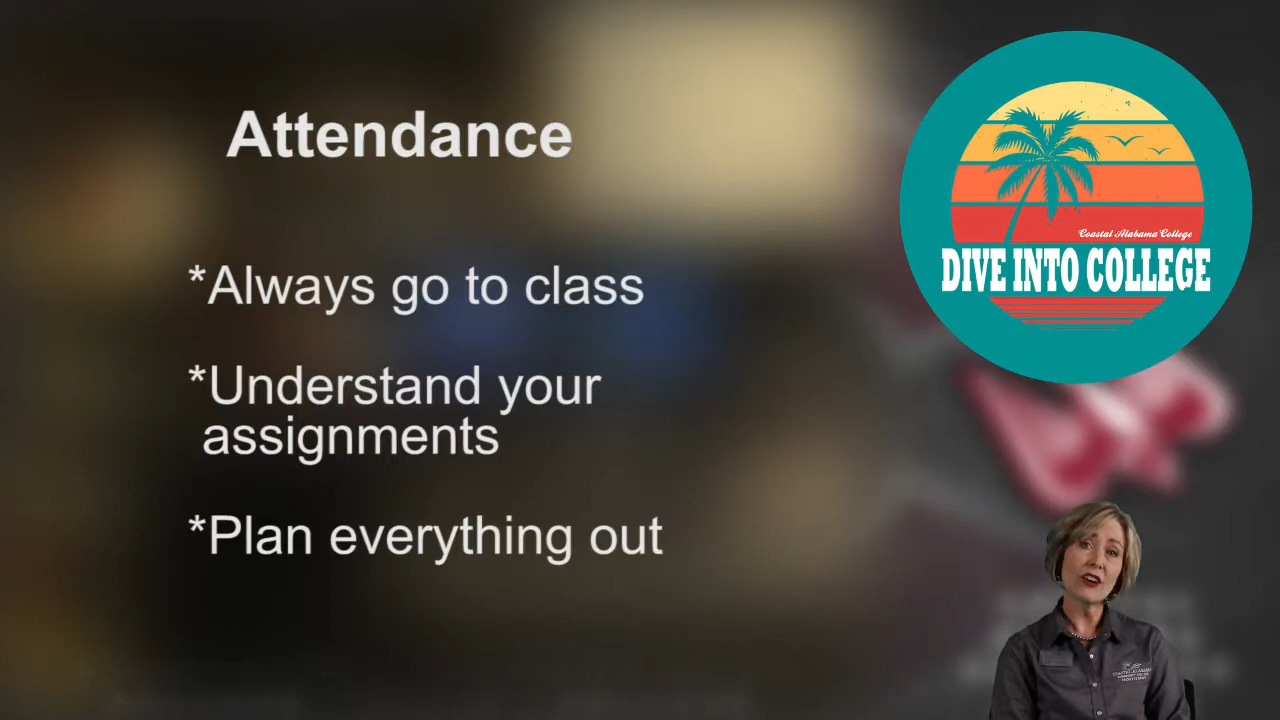 Attendance
*Always go to class
*Understand your
assignments
*Plan everything out
Coastal Alabama College
DIVE INTO COLLEGE